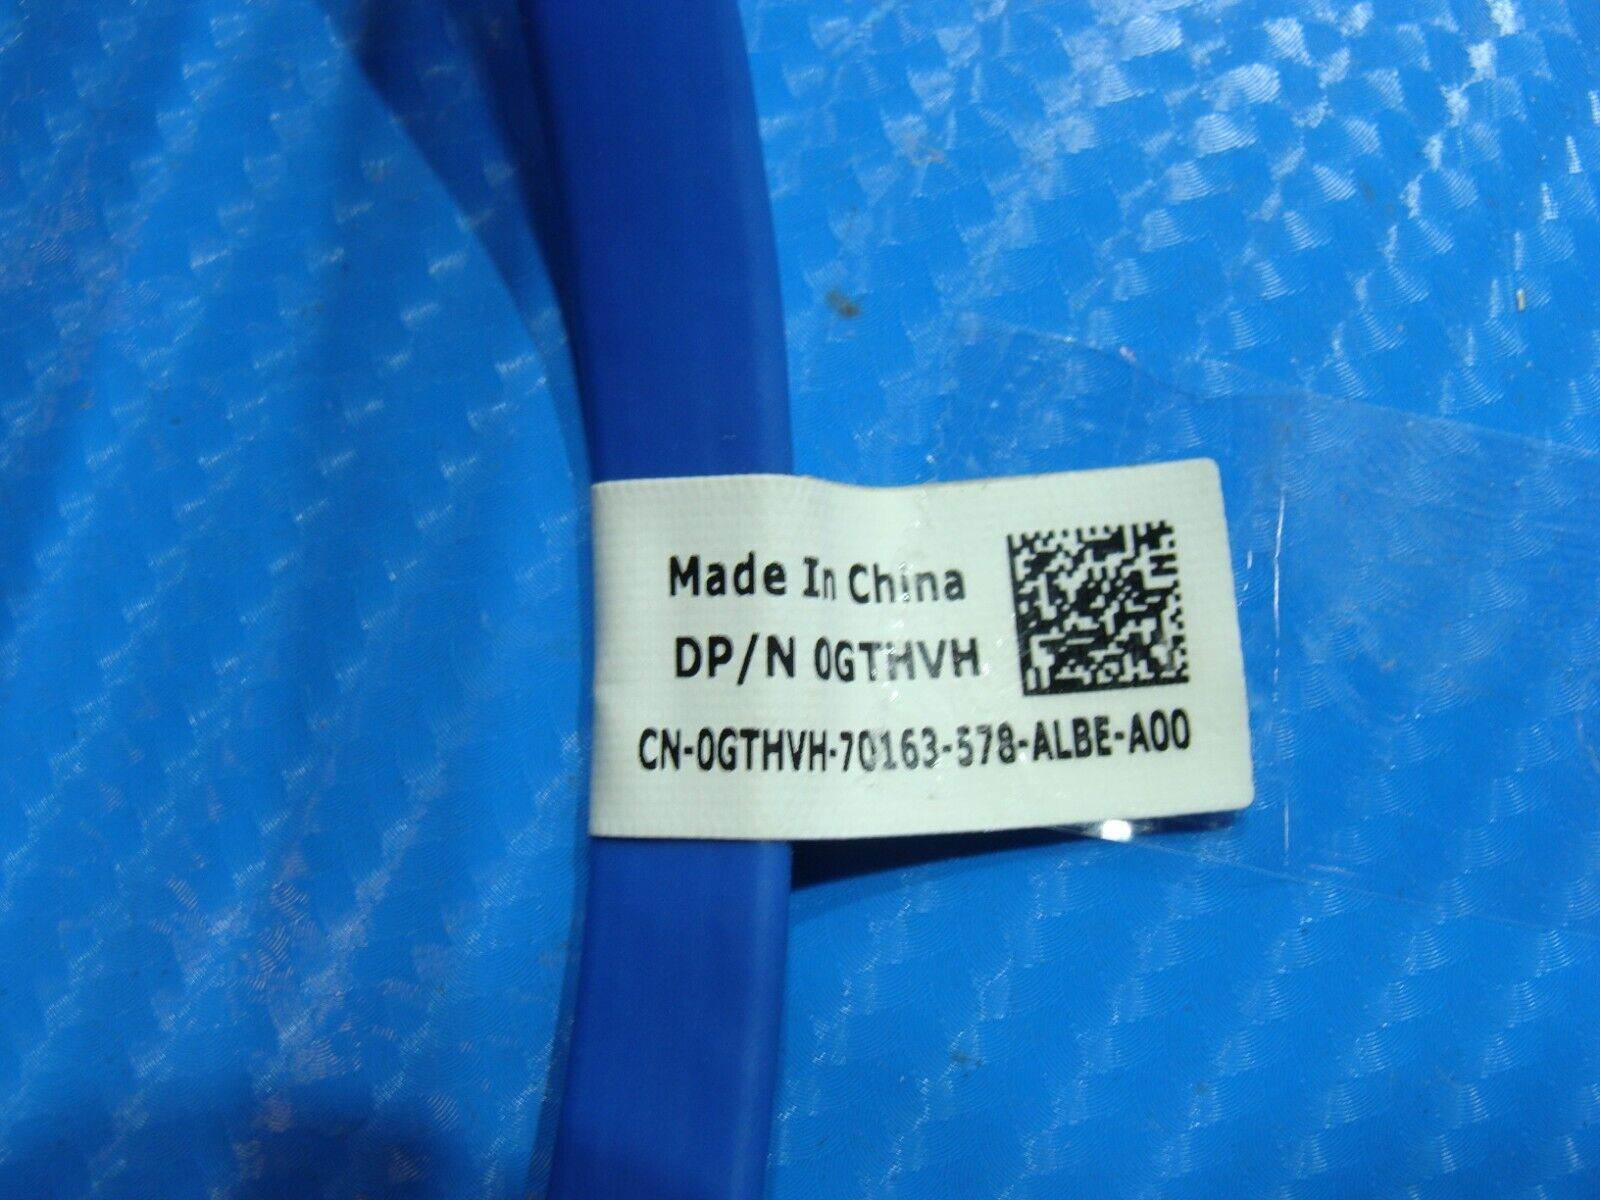 Made In China
DP/N 0GTHVH
CN-0GTHVH-70163-578-ALBE-A00